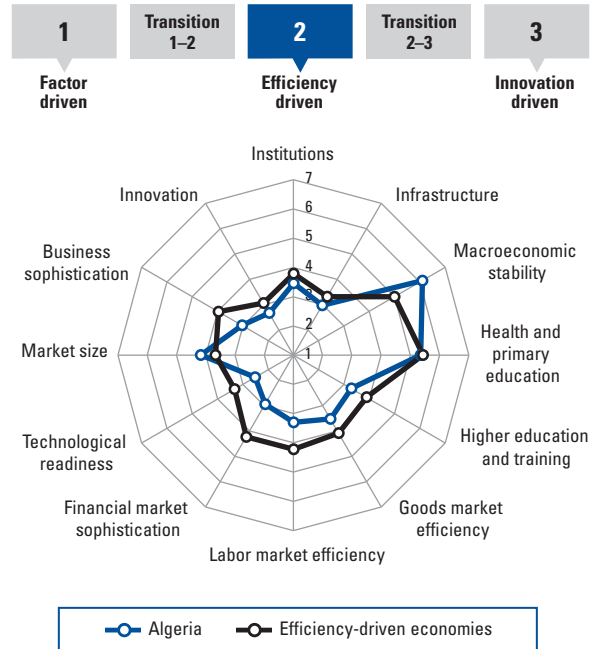 1
Transition
1–2
2
Transition
2–3
3
Factor
driven
Efficiency
driven
Innovation
driven
Institutions
Innovation
Infrastructure
Business
sophistication
Macroeconomic
stability
Market size
Health and
primary
education
Technological
readiness
Higher education
and training
Financial market
sophistication
Goods market
efficiency
Labor market efficiency
7
6
5
4
3
2
1
Algeria
Efficiency-driven economies